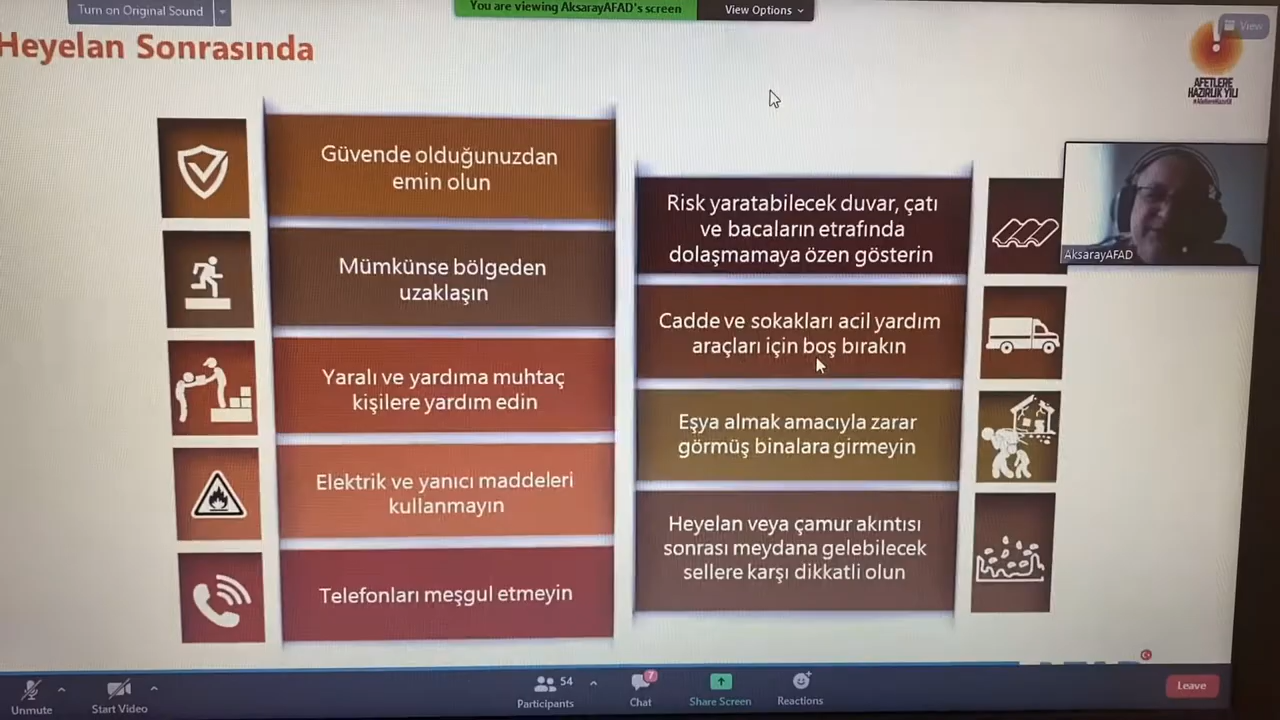 Turn on Original Sound
You are viewing AksarayAFAD's screen
View Options
View
Heyelan Sonrasında
AFETLERE
HAZIRLIK YILI
Güvende olduğunuzdan
emin olun
Mümkünse bölgeden
uzaklaşın
Yaralı ve yardıma muhtaç
kişilere yardım edin
Elektrik ve yanıcı maddeleri
kullanmayın
Telefonları meşgul etmeyin
Risk yaratabilecek duvar, çatı
ve bacaların etrafında
dolaşmamaya özen gösterin
Cadde ve sokakları acil yardım
araçları için boş bırakın
Eşya almak amacıyla zarar
görmüş binalara girmeyin
Heyelan veya çamur akıntısı
sonrası meydana gelebilecek
sellere karşı dikkatli olun
AksarayAFAD
Unmute
Start Video
54
Participants
7
Chat
Share Screen
Reactions
Leave